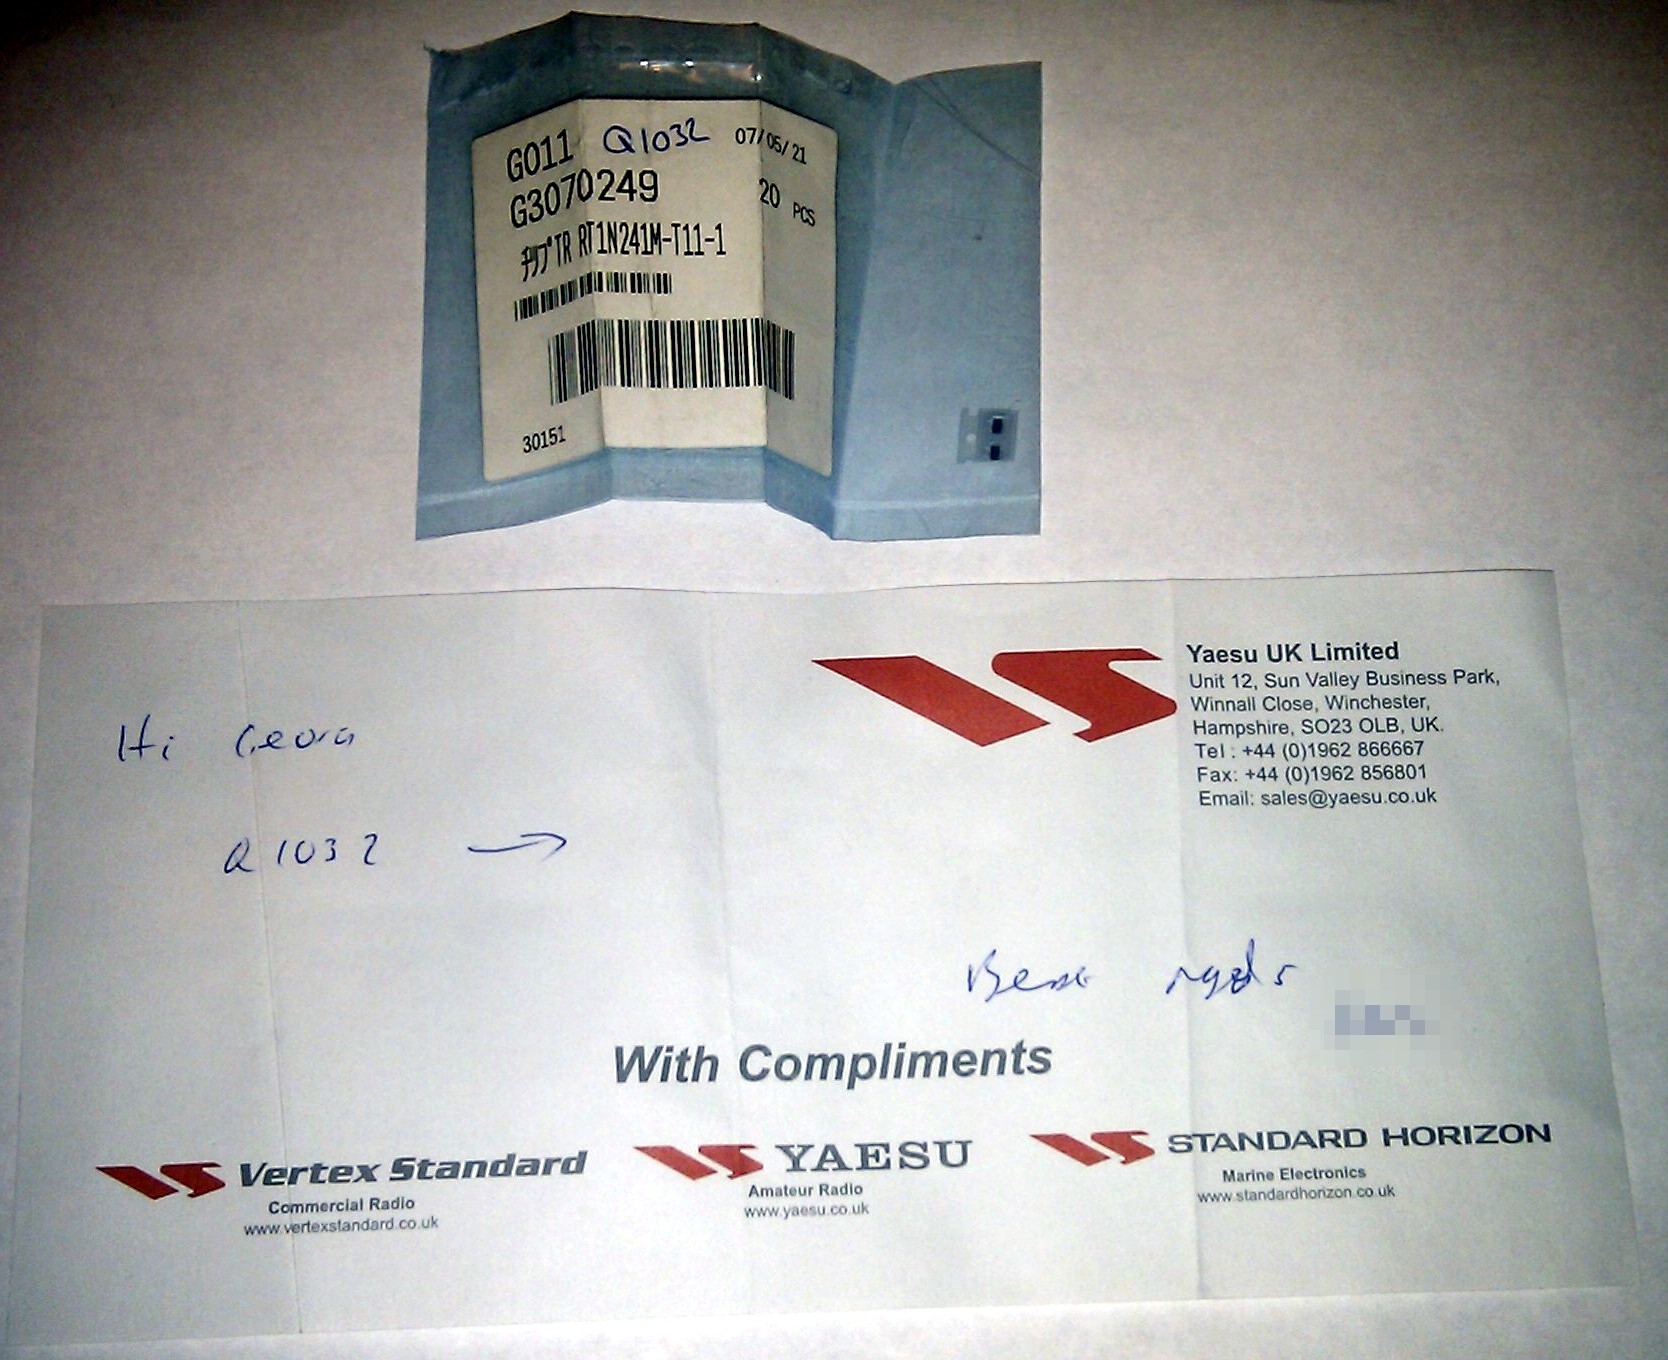 G011 Q1032 07/05/21
G3070249 20 PCS
ﾁｯﾌﾟTR RT1N241M-T11-1
30151
Yaesu UK Limited
Unit 12, Sun Valley Business Park,
Winnall Close, Winchester,
Hampshire, SO23 OLB, UK.
Tel : +44 (0)1962 866667
Fax: +44 (0)1962 856801
Email: sales@yaesu.co.uk
Hi
Q1032 →
With Compliments
Vertex Standard
Commercial Radio
www.vertexstandard.co.uk
YAESU
Amateur Radio
www.yaesu.co.uk
STANDARD HORIZON
Marine Electronics
www.standardhorizon.co.uk